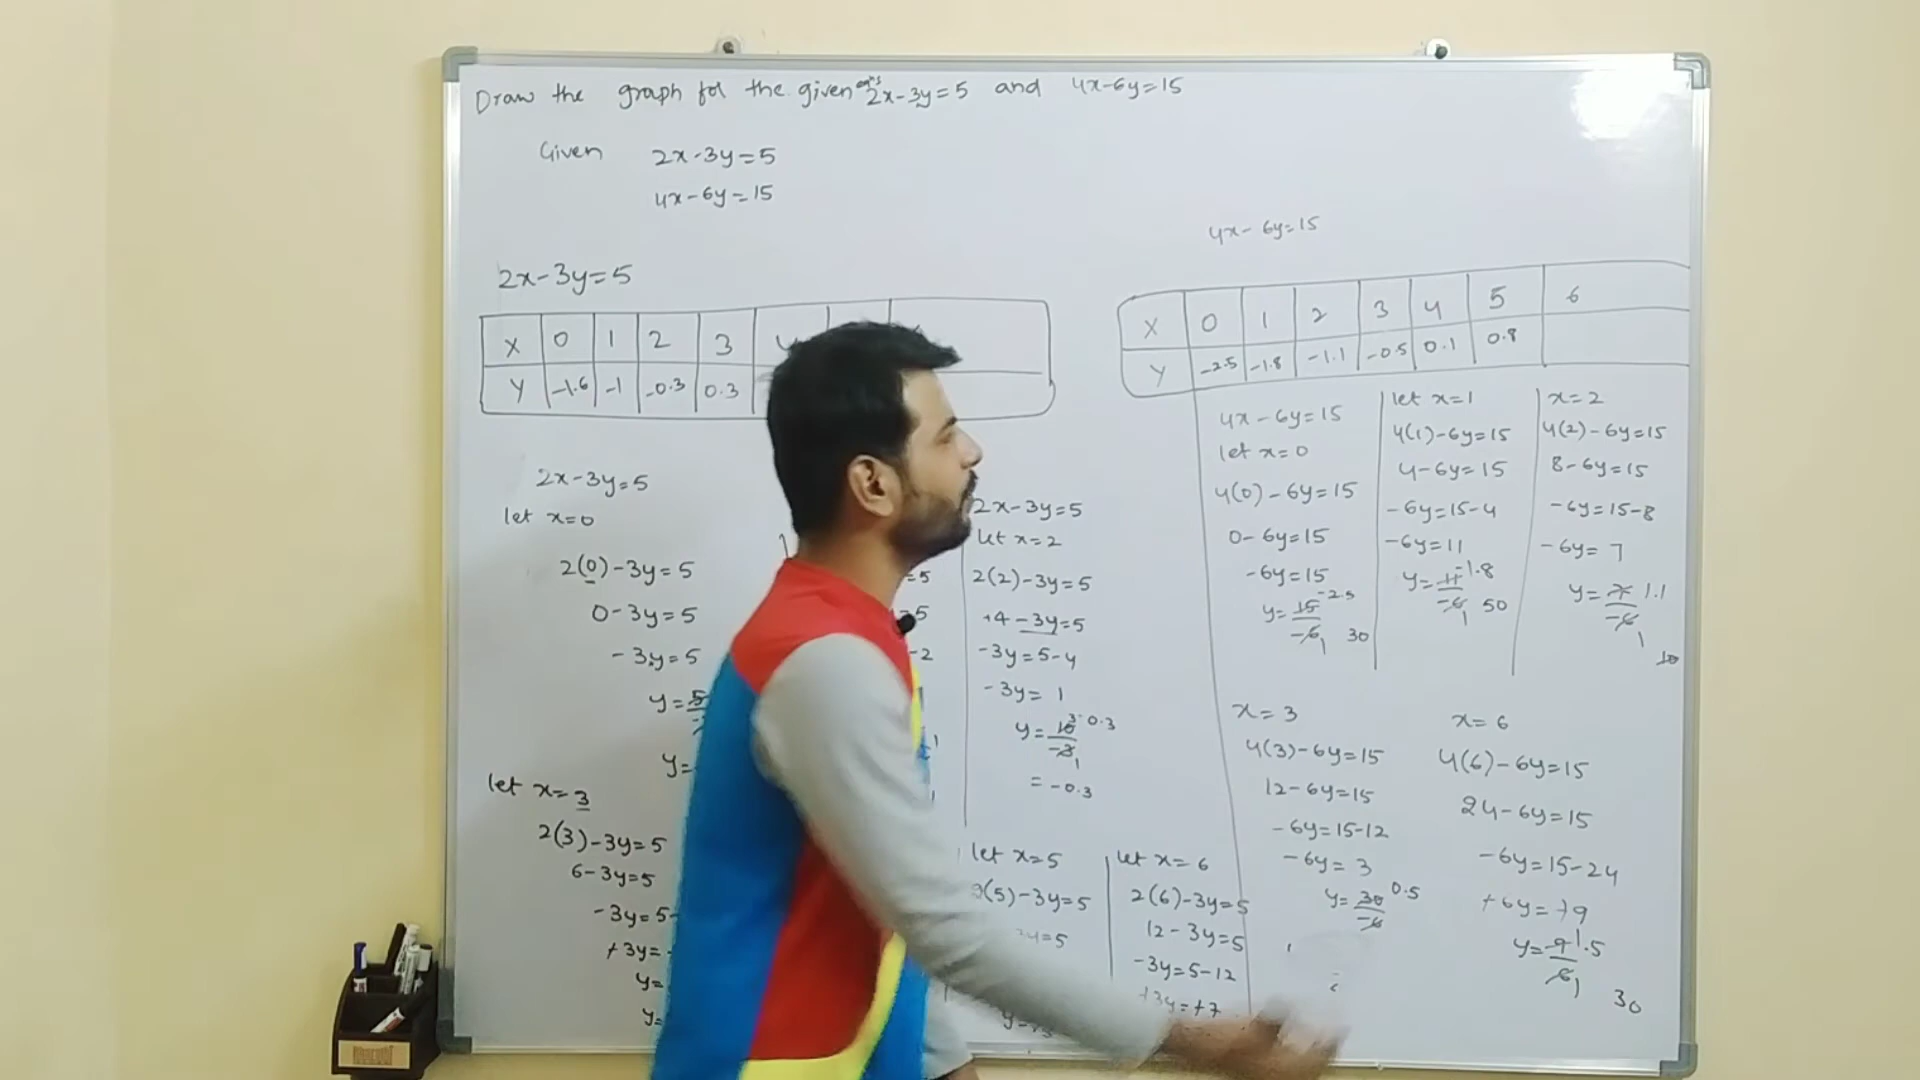 Draw the graph for the given eqn's 2x-3y=5 and 4x-6y=15
Given 2x-3y=5
4x-6y=15
2x-3y=5
X 0 1 2 3
Y -1.6 -1 -0.3 0.3
2x-3y=5
let x=0
2(0)-3y=5
0-3y=5
-3y=5
y=5
y=
let x=3
2(3)-3y=5
6-3y=5
-3y=5-
+3y=
y=
y=
=5
=5
-2
2x-3y=5
let x=2
2(2)-3y=5
+4-3y=5
-3y=5-4
-3y=1
y=10/-3 3 0.3
1
=-0.3
let x=5
2(5)-3y=5
y=5
let x=6
2(6)-3y=5
12-3y=5
-3y=5-12
+3y=+7
4x-6y=15
X 0 1 2 3 4 5 6
Y -2.5 -1.8 -1.1 -0.5 0.1 0.8
4x-6y=15
let x=0
4(0)-6y=15
0-6y=15
-6y=15
y=15/-6 -2.5
1 30
let x=1
4(1)-6y=15
4-6y=15
-6y=15-4
-6y=11
y=11/-6 -1.8
1 50
x=2
4(2)-6y=15
8-6y=15
-6y=15-8
-6y=7
y=7/-6 1.1
1
10
x=3
4(3)-6y=15
12-6y=15
-6y=15-12
-6y=3
y=30/-6 0.5
x=6
4(6)-6y=15
24-6y=15
-6y=15-24
+6y=+9
y=9/6 1.5
1
30